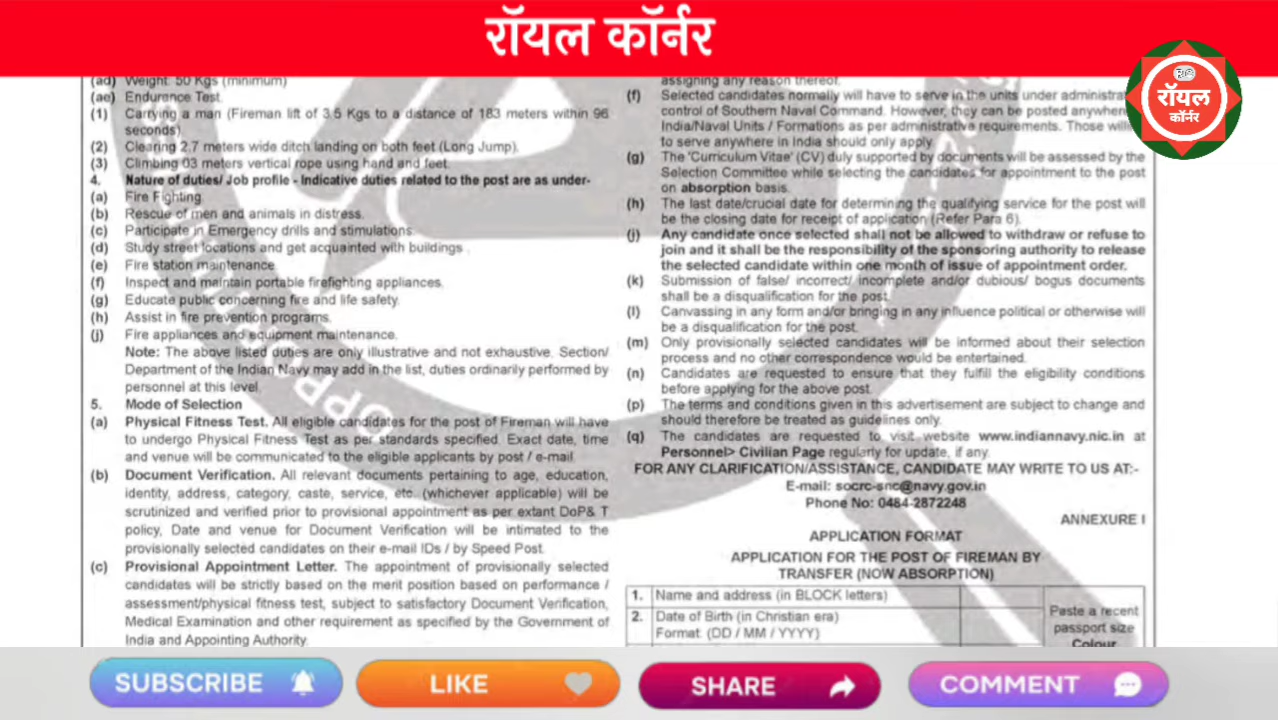 रॉयल कॉर्नर
RC
रॉयल
कॉर्नर
(ad) Weight: 50 Kgs (minimum)
(ae) Endurance Test.
(1) Carrying a man (Fireman lift of 3.5 Kgs to a distance of 183 meters within 96
seconds).
(2) Clearing 2.7 meters wide ditch landing on both feet (Long Jump).
(3) Climbing 03 meters vertical rope using hand and feet.
4. Nature of duties/ Job profile - Indicative duties related to the post are as under-
(a) Fire Fighting.
(b) Rescue of men and animals in distress.
(c) Participate in Emergency drills and stimulations
(d) Study street locations and get acquainted with buildings .
(e) Fire station maintenance.
(f) Inspect and maintain portable firefighting appliances.
(g) Educate public concerning fire and life safety.
(h) Assist in fire prevention programs.
(j) Fire appliances and equipment maintenance.
Note: The above listed duties are only illustrative and not exhaustive. Section/
Department of the Indian Navy may add in the list, duties ordinarily performed by
personnel at this level.
5. Mode of Selection
(a) Physical Fitness Test. All eligible candidates for the post of Fireman will have
to undergo Physical Fitness Test as per standards specified. Exact date, time
and venue will be communicated to the eligible applicants by post / e-mail.
(b) Document Verification. All relevant documents pertaining to age, education,
identity, address, category, caste, service, etc. (whichever applicable) will be
scrutinized and verified prior to provisional appointment as per extant DoP& T
policy, Date and venue for Document Verification will be intimated to the
provisionally selected candidates on their e-mail IDs / by Speed Post.
(c) Provisional Appointment Letter. The appointment of provisionally selected
candidates will be strictly based on the merit position based on performance /
assessment/physical fitness test, subject to satisfactory Document Verification,
Medical Examination and other requirement as specified by the Government of
India and Appointing Authority.
assigning any reason thereof.
(f) Selected candidates normally will have to serve in the units under administrat
control of Southern Naval Command. However, they can be posted anywhere
India/Naval Units / Formations as per administrative requirements. Those willi
to serve anywhere in India should only apply.
(g) The 'Curriculum Vitae' (CV) duly supported by documents will be assessed by the
Selection Committee while selecting the candidates for appointment to the post
on absorption basis.
(h) The last date/crucial date for determining the qualifying service for the post will
be the closing date for receipt of application (Refer Para 6).
(j) Any candidate once selected shall not be allowed to withdraw or refuse to
join and it shall be the responsibility of the sponsoring authority to release
the selected candidate within one month of issue of appointment order.
(k) Submission of false/ incorrect/ incomplete and/or dubious/ bogus documents
shall be a disqualification for the post.
(l) Canvassing in any form and/or bringing in any influence political or otherwise will
be a disqualification for the post.
(m) Only provisionally selected candidates will be informed about their selection
process and no other correspondence would be entertained.
(n) Candidates are requested to ensure that they fulfill the eligibility conditions
before applying for the above post.
(p) The terms and conditions given in this advertisement are subject to change and
should therefore be treated as guidelines only.
(q) The candidates are requested to visit website www.indiannavy.nic.in at
Personnel> Civilian Page regularly for update, if any.
FOR ANY CLARIFICATION/ASSISTANCE, CANDIDATE MAY WRITE TO US AT:-
E-mail: socrc-snc@navy.gov.in
Phone No: 0484-2872248
ANNEXURE I
APPLICATION FORMAT
APPLICATION FOR THE POST OF FIREMAN BY
TRANSFER (NOW ABSORPTION)
1. Name and address (in BLOCK letters)
2. Date of Birth (in Christian era)
Format: (DD / MM / YYYY)
Paste a recent
passport size
Colour
SUBSCRIBE
LIKE
SHARE
COMMENT